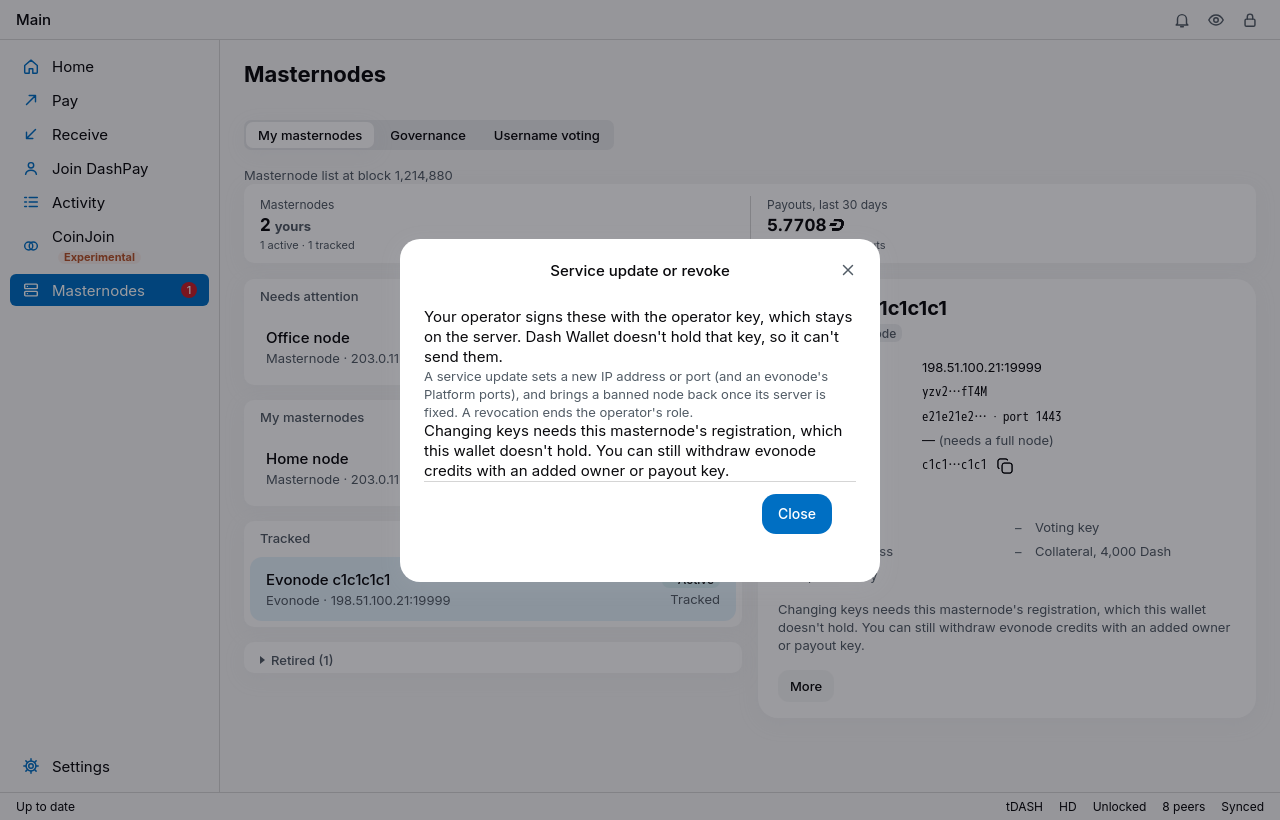 Main
Home
Pay
Receive
Join DashPay
Activity
CoinJoin
Experimental
Masternodes
1
Settings
Masternodes
My masternodes
Governance
Username voting
Masternode list at block 1,214,880
Masternodes
2 yours
1 active · 1 tracked
Payouts, last 30 days
5.7708
Needs attention
Office node
Masternode · 203.0.11
My masternodes
Home node
Masternode · 203.0.11
Tracked
Evonode c1c1c1c1
Evonode · 198.51.100.21:19999
Tracked
Retired (1)
Service update or revoke
Your operator signs these with the operator key, which stays
on the server. Dash Wallet doesn't hold that key, so it can't
send them.
A service update sets a new IP address or port (and an evonode's
Platform ports), and brings a banned node back once its server is
fixed. A revocation ends the operator's role.
Changing keys needs this masternode's registration, which
this wallet doesn't hold. You can still withdraw evonode
credits with an added owner or payout key.
Close
1c1c1c1
198.51.100.21:19999
yzv2···fT4M
e21e21e2··· · port 1443
— (needs a full node)
c1c1···c1c1
– Voting key
– Collateral, 4,000 Dash
Changing keys needs this masternode's registration, which this wallet
doesn't hold. You can still withdraw evonode credits with an added owner
or payout key.
More
Up to date
tDASH
HD
Unlocked
8 peers
Synced